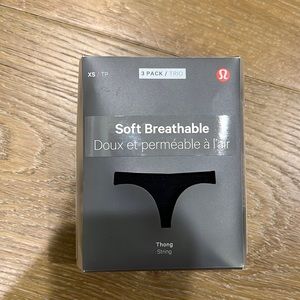 XS / TP
3 PACK / TRIO
Soft Breathable
Doux et perméable à l'air
Thong
String